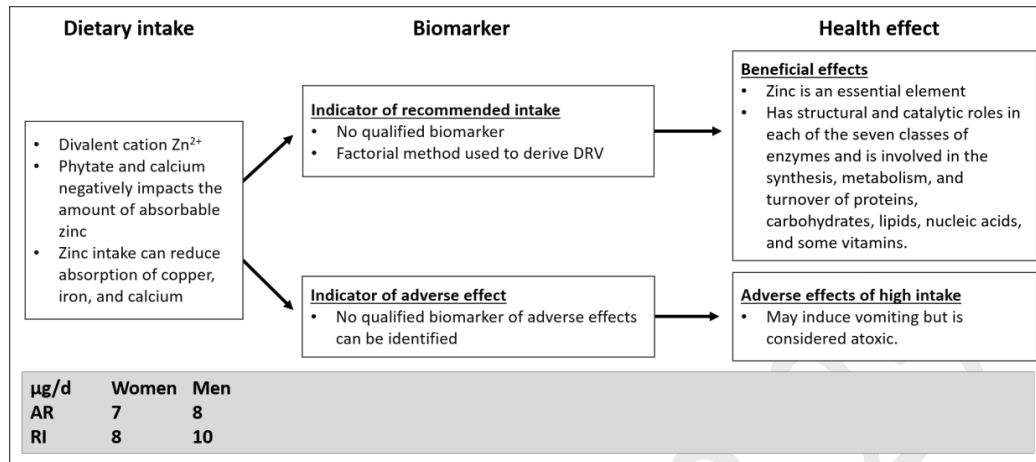 Dietary intake
Biomarker
Health effect
• Divalent cation Zn²⁺
• Phytate and calcium
negatively impacts the
amount of absorbable
zinc
• Zinc intake can reduce
absorption of copper,
iron, and calcium
Indicator of recommended intake
• No qualified biomarker
• Factorial method used to derive DRV
Indicator of adverse effect
• No qualified biomarker of adverse effects
can be identified
Beneficial effects
• Zinc is an essential element
• Has structural and catalytic roles in
each of the seven classes of
enzymes and is involved in the
synthesis, metabolism, and
turnover of proteins,
carbohydrates, lipids, nucleic acids,
and some vitamins.
Adverse effects of high intake
• May induce vomiting but is
considered atoxic.
µg/d Women Men
AR 7 8
RI 8 10